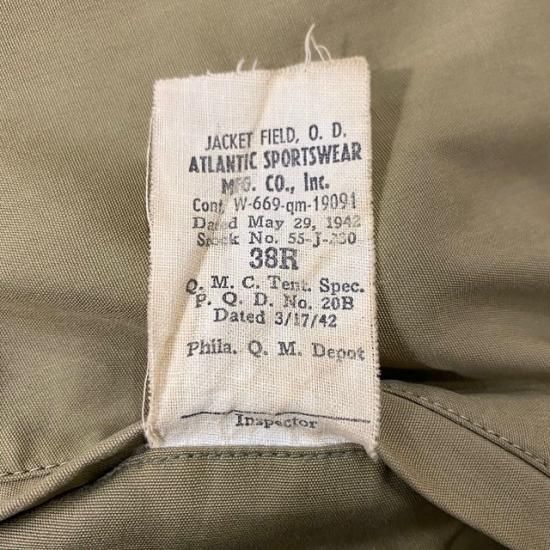 JACKET FIELD, O. D.
ATLANTIC SPORTSWEAR
MFG. CO., Inc.
Cont. W-669-qm-19091
Dated May 29, 1942
Stock No. 55-J-
38R
Q. M. C. Tent. Spec.
P. Q. D. No. 20B
Dated 3/17/42
Phila. Q. M. Depot
Inspector